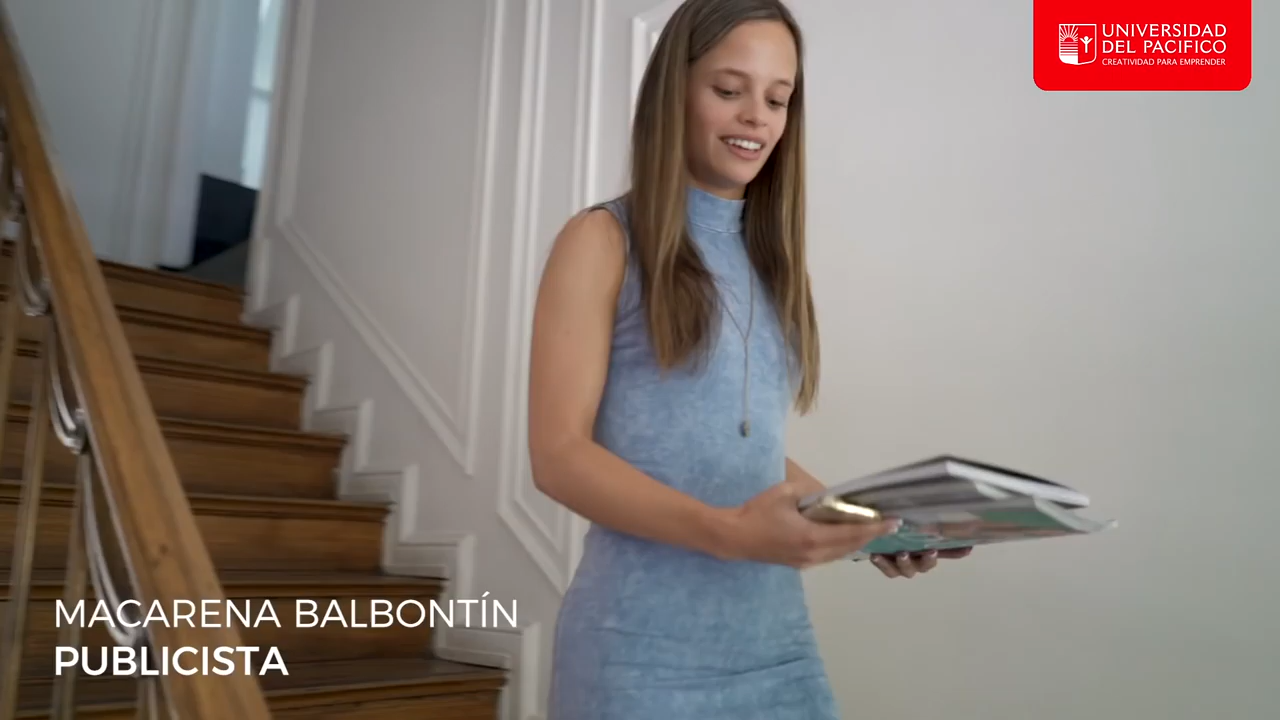 UNIVERSIDAD
DEL PACIFICO
CREATIVIDAD PARA EMPRENDER
MACARENA BALBONTÍN
PUBLICISTA